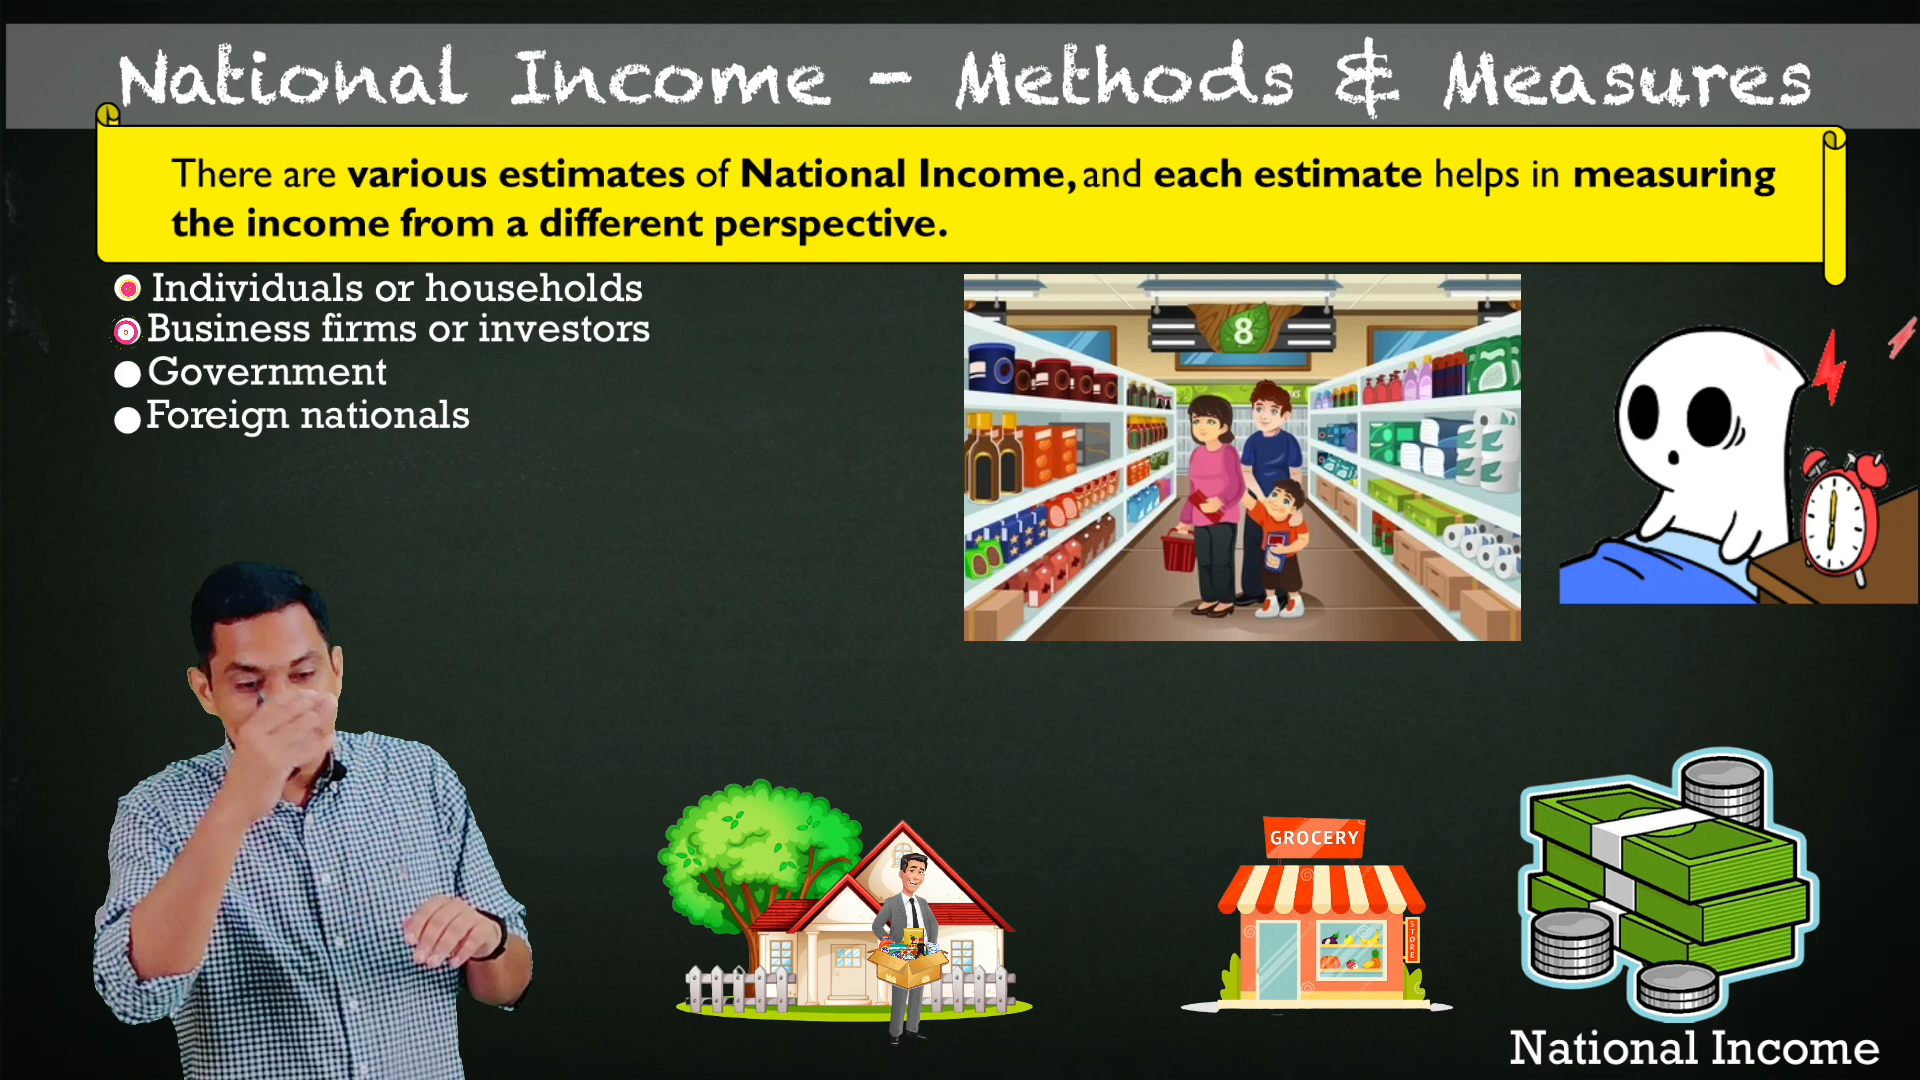 National Income - Methods & Measures
There are various estimates of National Income, and each estimate helps in measuring
the income from a different perspective.
Individuals or households
Business firms or investors
Government
Foreign nationals
8
GROCERY
STORE
National Income